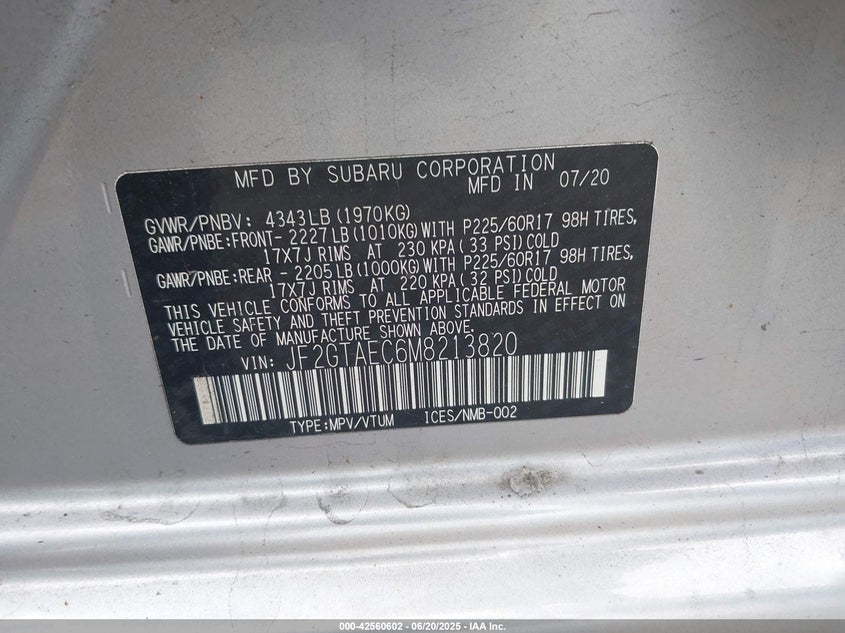 MFD BY SUBARU CORPORATION
MFD IN 07/20
GVWR/PNBV: 4343LB (1970KG)
GAWR/PNBE:FRONT- 2227LB (1010KG) WITH P225/60R17 98H TIRES,
17X7J RIMS AT 230 KPA (33 PSI) COLD
GAWR/PNBE:REAR - 2205LB (1000KG) WITH P225/60R17 98H TIRES,
17X7J RIMS AT 220 KPA (32 PSI) COLD
THIS VEHICLE CONFORMS TO ALL APPLICABLE FEDERAL MOTOR
VEHICLE SAFETY AND THEFT PREVENTION STANDARDS IN EFFECT ON
THE DATE OF MANUFACTURE SHOWN ABOVE.
VIN: JF2GTAEC6M8213820
TYPE:MPV/VTUM ICES/NMB-002
000-42560602 - 06/20/2025 - IAA Inc.